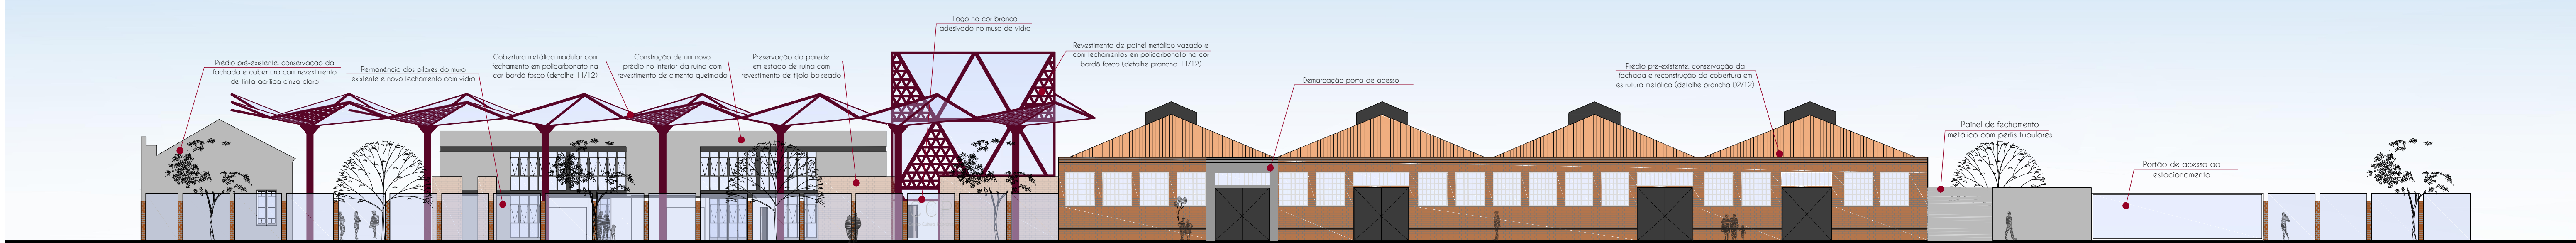 Prédio pré-existente, conservação da
fachada e cobertura com revestimento
de tinta acrílica cinza claro
Permanência dos pilares do muro
existente e novo fechamento com vidro
Cobertura metálica modular com
fechamento em policarbonato na
cor bordô fosco (detalhe 11/12)
Construção de um novo
prédio no interior da ruina com
revestimento de cimento queimado
Preservação da parede
em estado de ruina com
revestimento de tijolo bolseado
Logo na cor branco
adesivado no muso de vidro
Revestimento de painél metálico vazado e
com fechamentos em policarbonato na cor
bordô fosco (detalhe prancha 11/12)
Demarcação porta de acesso
Prédio pré-existente, conservação da
fachada e reconstrução da cobertura em
estrutura metálica (detalhe prancha 02/12)
Painel de fechamento
metálico com perfis tubulares
Portão de acesso ao
estacionamento